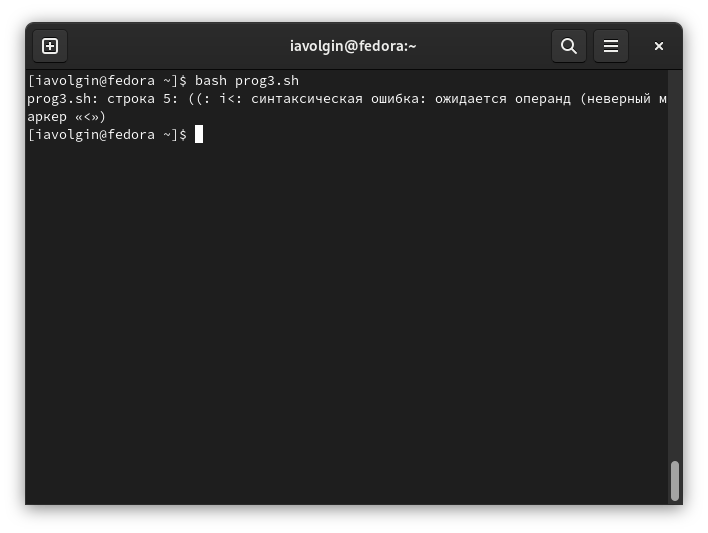 iavolgin@fedora:~
[iavolgin@fedora ~]$ bash prog3.sh
prog3.sh: строка 5: ((: i<: синтаксическая ошибка: ожидается операнд (неверный м
аркер «<»)
[iavolgin@fedora ~]$